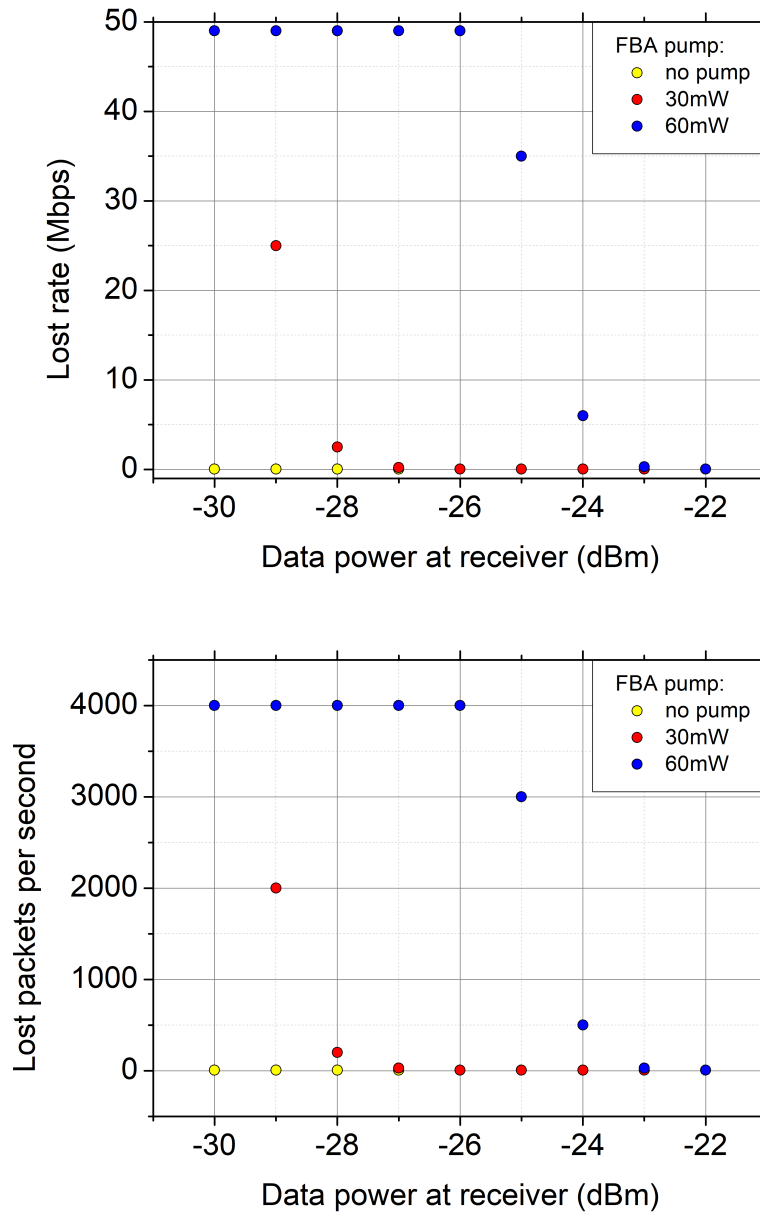 50
40
30
20
10
0
Lost rate (Mbps)
FBA pump:
no pump
30mW
60mW
-30 -28 -26 -24 -22
Data power at receiver (dBm)
4000
3000
2000
1000
0
Lost packets per second
FBA pump:
no pump
30mW
60mW
-30 -28 -26 -24 -22
Data power at receiver (dBm)